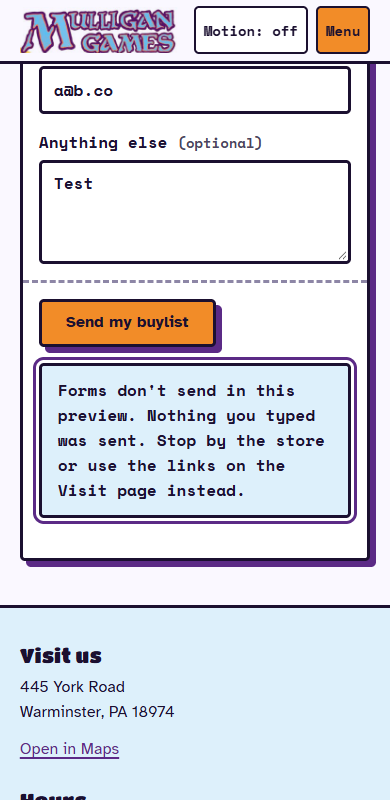 MULLIGAN
GAMES
Motion: off
Menu
a@b.co
Anything else (optional)
Test
Send my buylist
Forms don't send in this
preview. Nothing you typed
was sent. Stop by the store
or use the links on the
Visit page instead.
Visit us
445 York Road
Warminster, PA 18974
Open in Maps
Hours